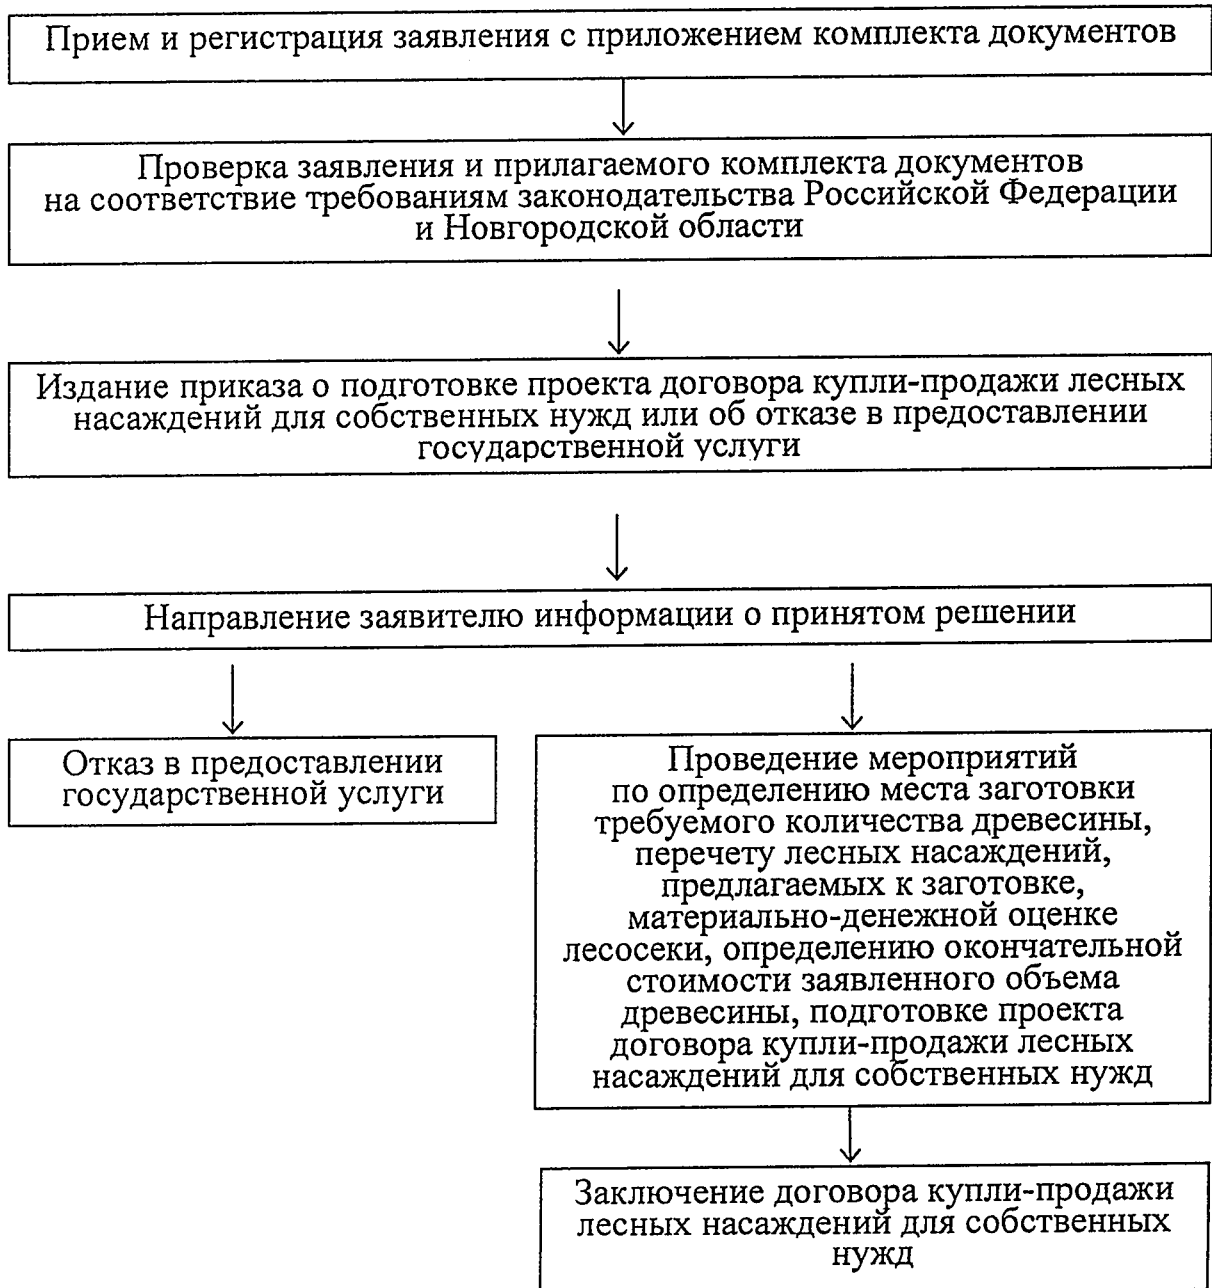 Прием и регистрация заявления с приложением комплекта документов
Проверка заявления и прилагаемого комплекта документов
на соответствие требованиям законодательства Российской Федерации
и Новгородской области
Издание приказа о подготовке проекта договора купли-продажи лесных
насаждений для собственных нужд или об отказе в предоставлении
государственной услуги
Направление заявителю информации о принятом решении
Отказ в предоставлении
государственной услуги
Проведение мероприятий
по определению места заготовки
требуемого количества древесины,
перечету лесных насаждений,
предлагаемых к заготовке,
материально-денежной оценке
лесосеки, определению окончательной
стоимости заявленного объема
древесины, подготовке проекта
договора купли-продажи лесных
насаждений для собственных нужд
Заключение договора купли-продажи
лесных насаждений для собственных
нужд